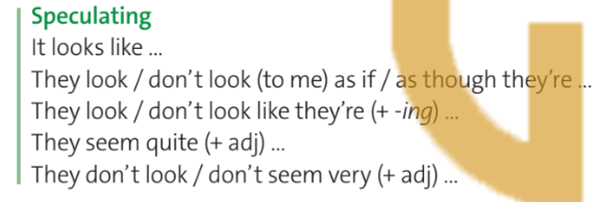 Speculating
It looks like ...
They look / don't look (to me) as if / as though they're ...
They look / don't look like they're (+ -ing) ...
They seem quite (+ adj) ...
They don't look / don't seem very (+ adj) ...